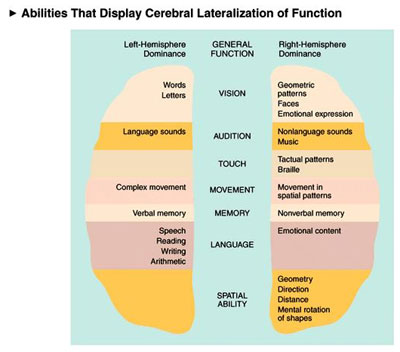 ► Abilities That Display Cerebral Lateralization of Function
Left-Hemisphere
Dominance
GENERAL
FUNCTION
Right-Hemisphere
Dominance
Words
Letters
VISION
Geometric
patterns
Faces
Emotional expression
Language sounds
AUDITION
Nonlanguage sounds
Music
TOUCH
Tactual patterns
Braille
Complex movement
MOVEMENT
Movement in
spatial patterns
Verbal memory
MEMORY
Nonverbal memory
Speech
Reading
Writing
Arithmetic
LANGUAGE
Emotional content
SPATIAL
ABILITY
Geometry
Direction
Distance
Mental rotation
of shapes